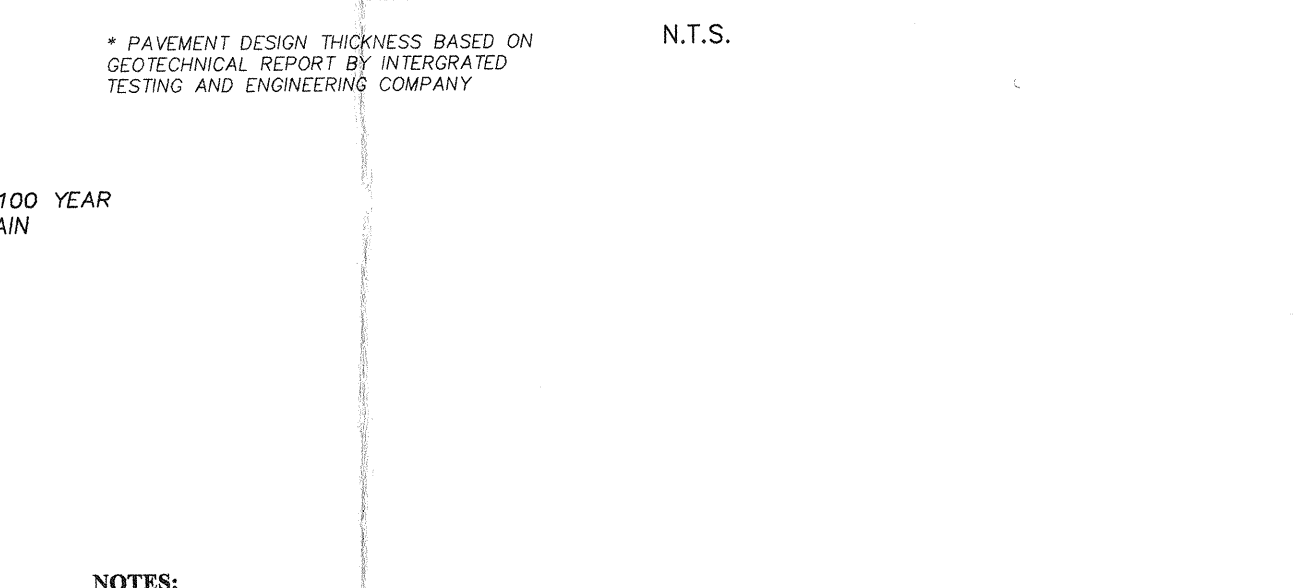 * PAVEMENT DESIGN THICKNESS BASED ON
GEOTECHNICAL REPORT BY INTERGRATED
TESTING AND ENGINEERING COMPANY
N.T.S.
100 YEAR
AIN
NOTES: